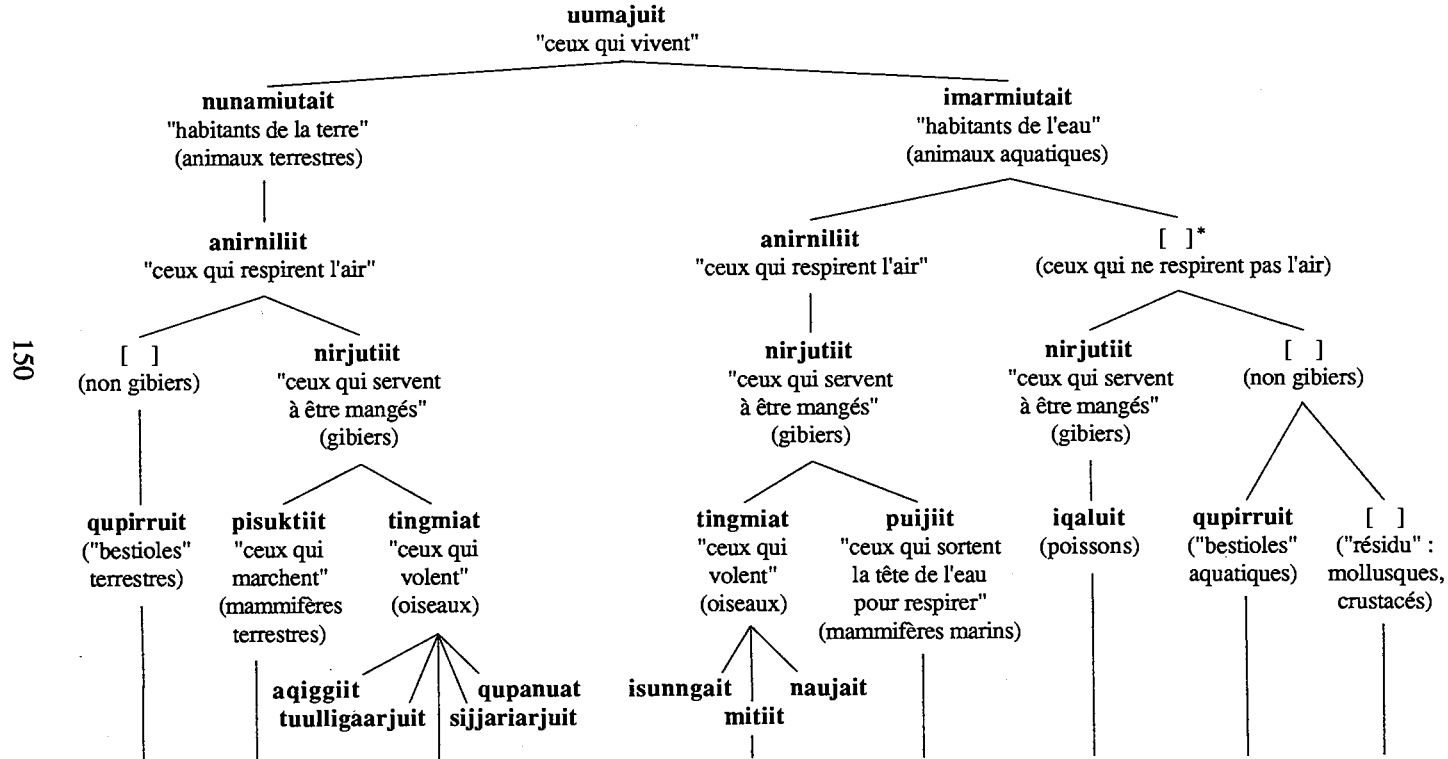 uumajuit
"ceux qui vivent"
nunamiutait
"habitants de la terre"
(animaux terrestres)
imarmiutait
"habitants de l'eau"
(animaux aquatiques)
anirniliit
"ceux qui respirent l'air"
anirniliit
"ceux qui respirent l'air"
[ ]*
(ceux qui ne respirent pas l'air)
[ ]
(non gibiers)
nirjutiit
"ceux qui servent
à être mangés"
(gibiers)
nirjutiit
"ceux qui servent
à être mangés"
(gibiers)
nirjutiit
"ceux qui servent
à être mangés"
(gibiers)
[ ]
(non gibiers)
150
qupirruit
("bestioles"
terrestres)
pisuktiit
"ceux qui
marchent"
(mammifères
terrestres)
tingmiat
"ceux qui
volent"
(oiseaux)
tingmiat
"ceux qui
volent"
(oiseaux)
puijiit
"ceux qui sortent
la tête de l'eau
pour respirer"
(mammifères marins)
iqaluit
(poissons)
qupirruit
("bestioles"
aquatiques)
[ ]
("résidu" :
mollusques,
crustacés)
aqiggiit
tuulligaarjuit
sijjariarjuit
qupanuat
isunngait
mitiit
naujait